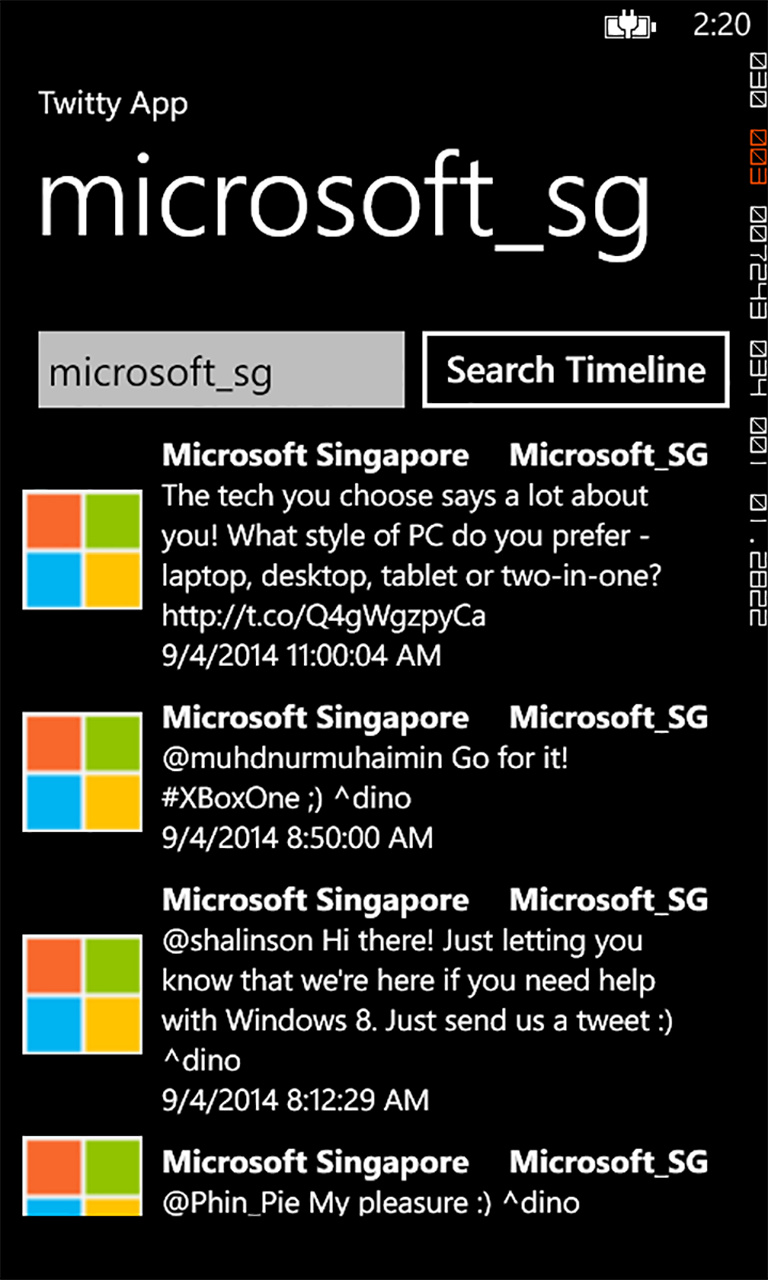 2:20
Twitty App
microsoft_sg
microsoft_sg
Search Timeline
Microsoft Singapore Microsoft_SG
The tech you choose says a lot about
you! What style of PC do you prefer -
laptop, desktop, tablet or two-in-one?
http://t.co/Q4gWgzpyCa
9/4/2014 11:00:04 AM
Microsoft Singapore Microsoft_SG
@muhdnurmuhaimin Go for it!
#XBoxOne ;) ^dino
9/4/2014 8:50:00 AM
Microsoft Singapore Microsoft_SG
@shalinson Hi there! Just letting you
know that we're here if you need help
with Windows 8. Just send us a tweet :)
^dino
9/4/2014 8:12:29 AM
Microsoft Singapore Microsoft_SG
@Phin_Pie My pleasure :) ^dino
030 003 007243 034 001 01.2822